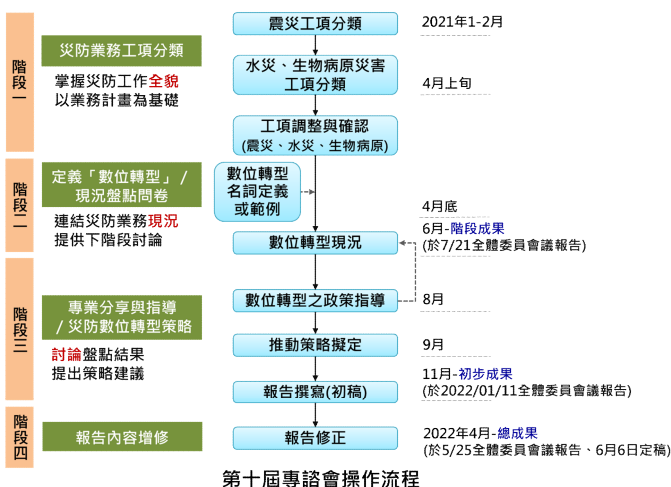 階段一
災防業務工項分類
掌握災防工作全貌
以業務計畫為基礎
震災工項分類
2021年1-2月
水災、生物病原災害
工項分類
4月上旬
工項調整與確認
(震災、水災、生物病原)
階段二
定義「數位轉型」/
現況盤點問卷
連結災防業務現況
提供下階段討論
數位轉型
名詞定義
或範例
4月底
數位轉型現況
6月-階段成果
(於7/21全體委員會議報告)
階段三
專業分享與指導
/災防數位轉型策略
討論盤點結果
提出策略建議
數位轉型之政策指導
8月
推動策略擬定
9月
報告撰寫(初稿)
11月-初步成果
(於2022/01/11全體委員會議報告)
階段四
報告內容增修
報告修正
2022年4月-總成果
(於5/25全體委員會議報告、6月6日定稿)
第十屆專諮會操作流程